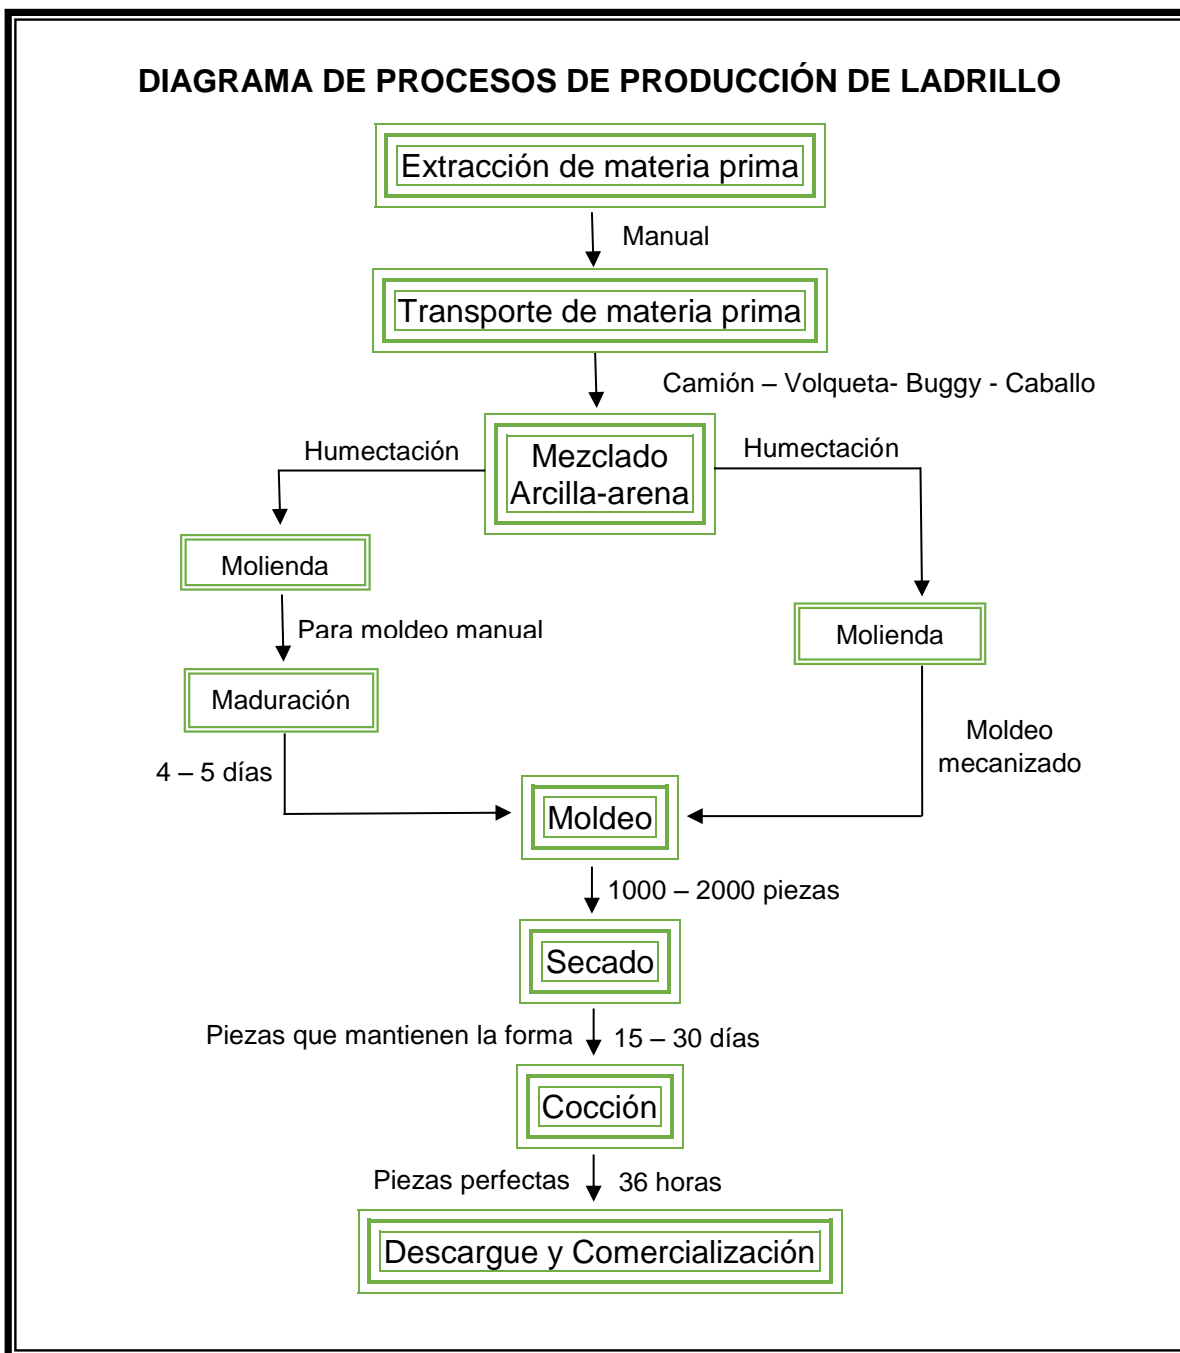 DIAGRAMA DE PROCESOS DE PRODUCCIÓN DE LADRILLO
Extracción de materia prima
Manual
Transporte de materia prima
Camión – Volqueta- Buggy - Caballo
Humectación
Mezclado
Arcilla-arena
Humectación
Molienda
Para moldeo manual
Molienda
Maduración
4 – 5 días
Moldeo
mecanizado
Moldeo
1000 – 2000 piezas
Secado
Piezas que mantienen la forma
15 – 30 días
Cocción
Piezas perfectas
36 horas
Descargue y Comercialización